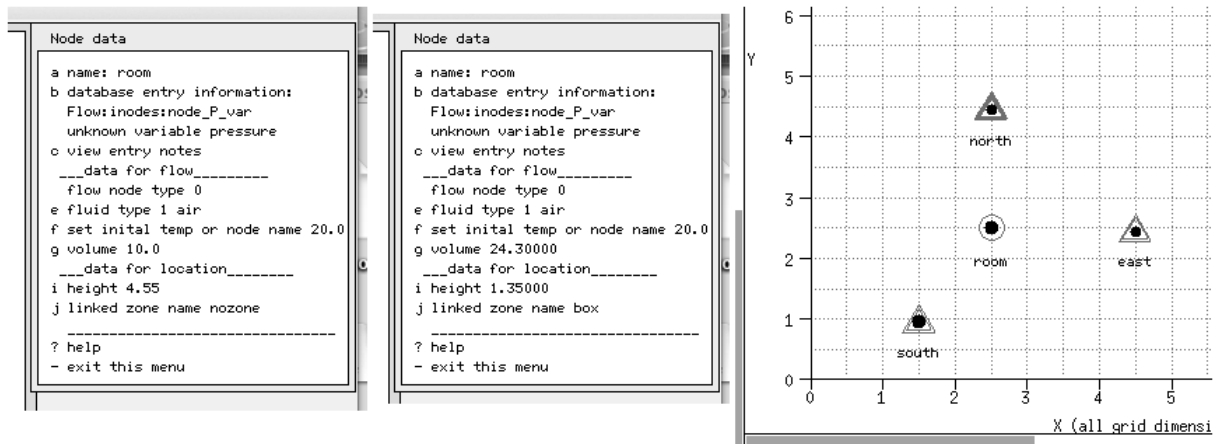 Node data
a name: room
b database entry information:
Flow:inodes:node_P_var
unknown variable pressure
c view entry notes
___data for flow_________
flow node type 0
e fluid type 1 air
f set inital temp or node name 20.0
g volume 10.0
___data for location________
i height 4.55
j linked zone name nozone
? help
- exit this menu
Node data
a name: room
b database entry information:
Flow:inodes:node_P_var
unknown variable pressure
c view entry notes
___data for flow_________
flow node type 0
e fluid type 1 air
f set inital temp or node name 20.0
g volume 24.30000
___data for location________
i height 1.35000
j linked zone name box
? help
- exit this menu
6
Y
5
4
north
3
2
room
east
1
south
0
0 1 2 3 4 5
X (all grid dimensi